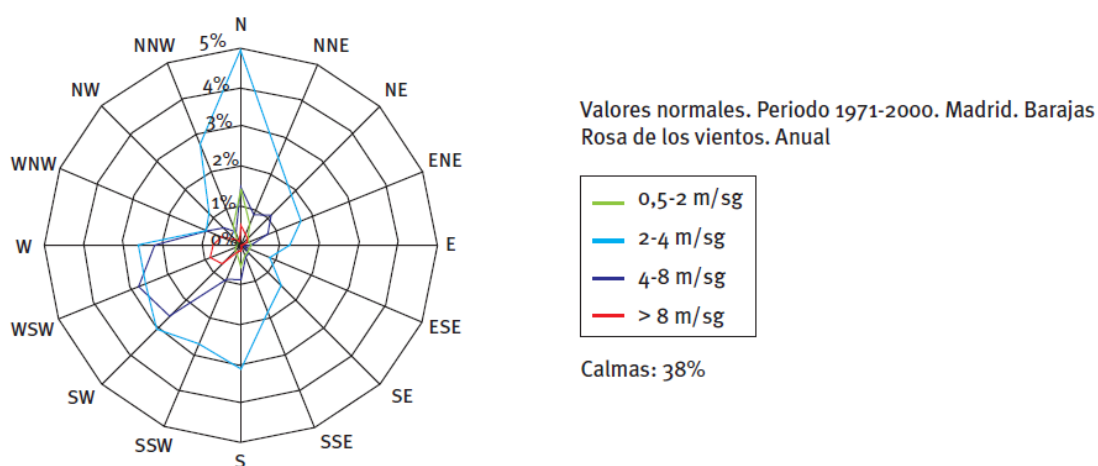 N
NNE
NE
ENE
E
ESE
SE
SSE
S
SSW
SW
WSW
W
WNW
NW
NNW
5%
4%
3%
2%
1%
0%
Valores normales. Periodo 1971-2000. Madrid. Barajas
Rosa de los vientos. Anual
0,5-2 m/sg
2-4 m/sg
4-8 m/sg
> 8 m/sg
Calmas: 38%